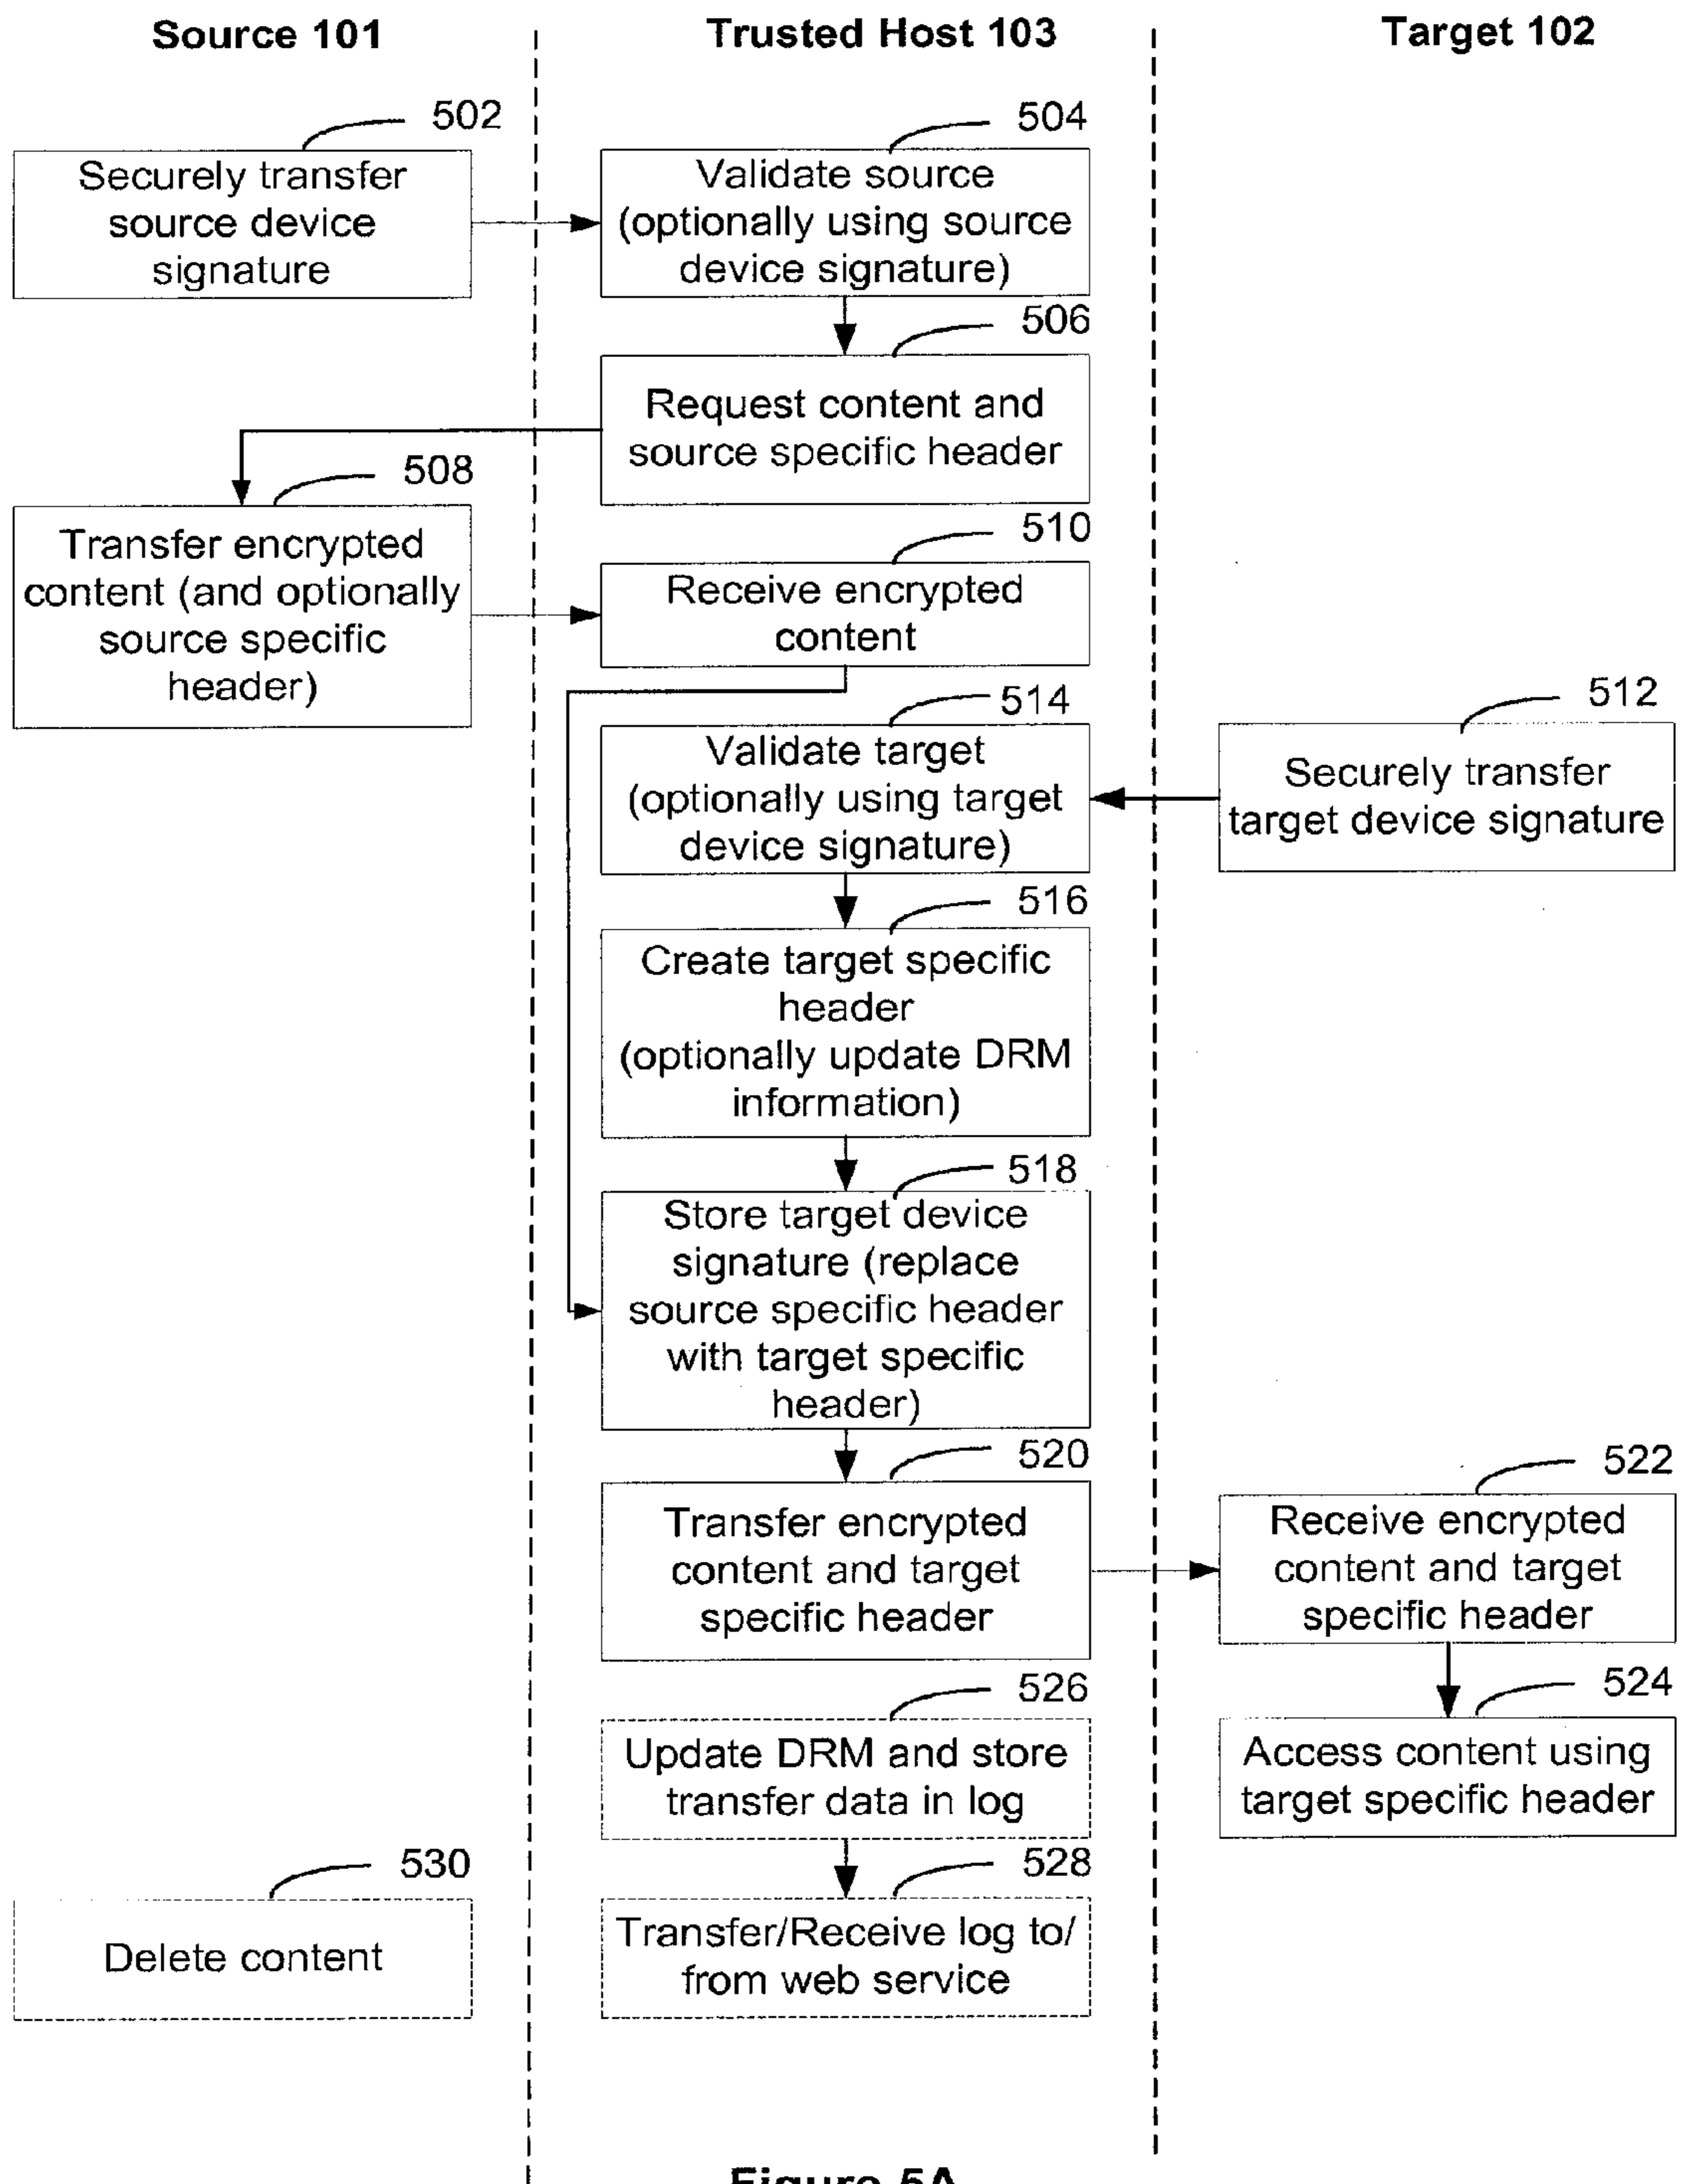 Source 101
Trusted Host 103
Target 102
502
Securely transfer
source device
signature
504
Validate source
(optionally using source
device signature)
506
Request content and
source specific header
508
Transfer encrypted
content (and optionally
source specific
header)
510
Receive encrypted
content
512
Securely transfer
target device signature
514
Validate target
(optionally using target
device signature)
516
Create target specific
header
(optionally update DRM
information)
518
Store target device
signature (replace
source specific header
with target specific
header)
520
Transfer encrypted
content and target
specific header
522
Receive encrypted
content and target
specific header
524
Access content using
target specific header
526
Update DRM and store
transfer data in log
528
Transfer/Receive log to/
from web service
530
Delete content
Figure 5A